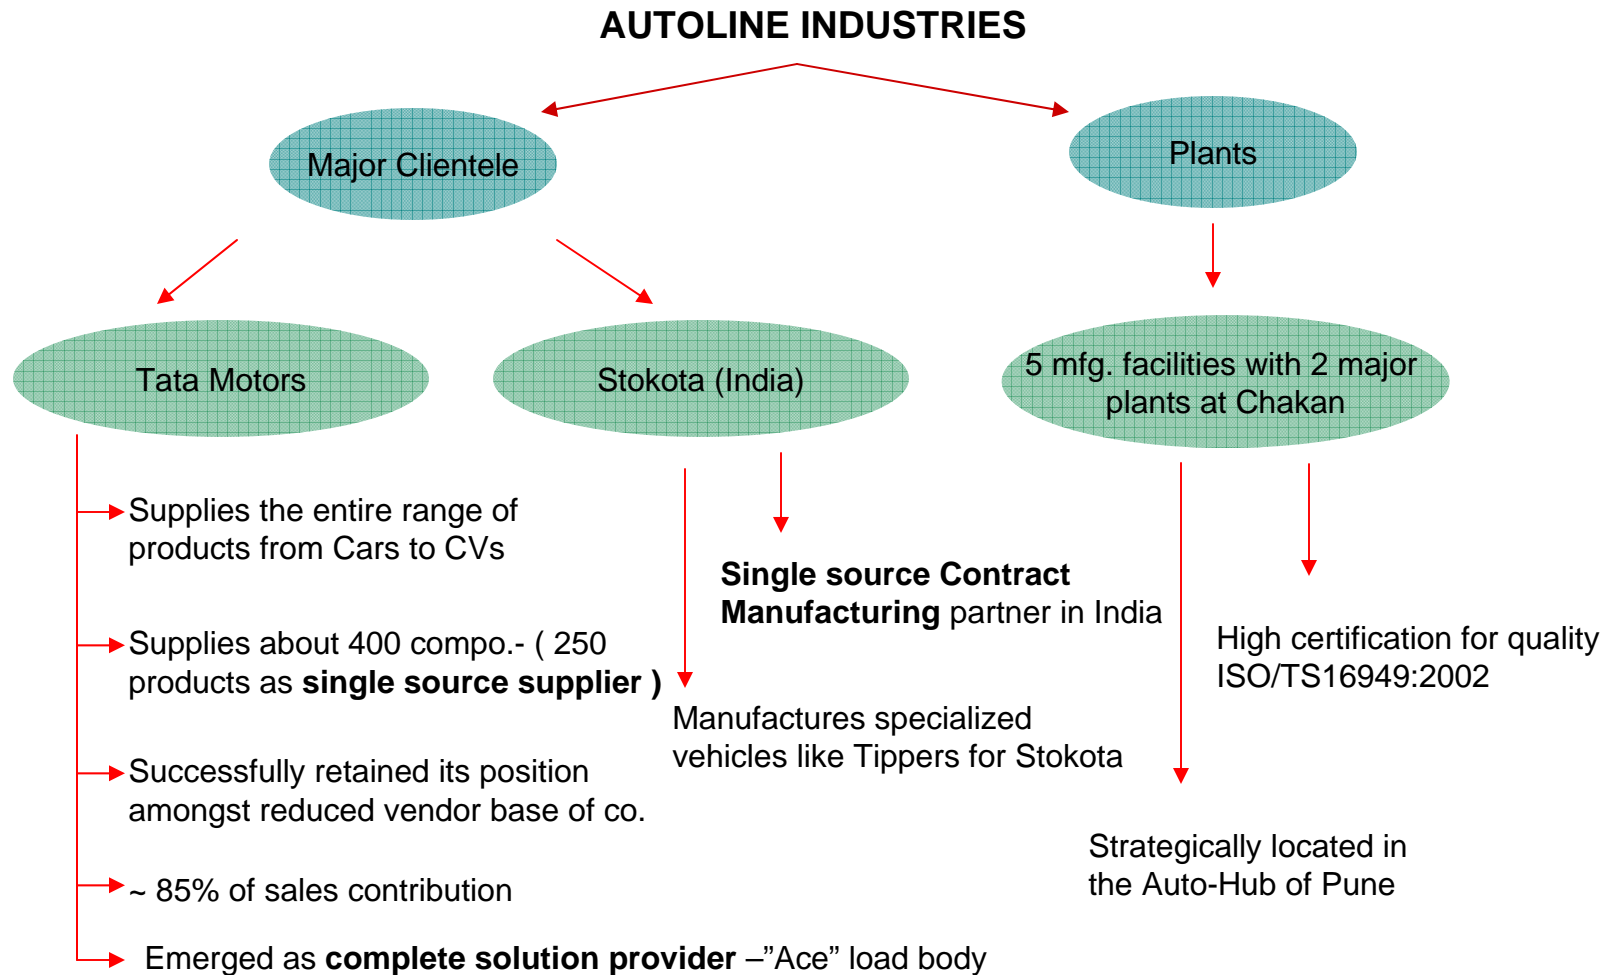 AUTOLINE INDUSTRIES
Major Clientele
Plants
Tata Motors
Stokota (India)
5 mfg. facilities with 2 major
plants at Chakan
Supplies the entire range of
products from Cars to CVs
Supplies about 400 compo.- ( 250
products as single source supplier )
Successfully retained its position
amongst reduced vendor base of co.
~ 85% of sales contribution
Emerged as complete solution provider –”Ace” load body
Single source Contract
Manufacturing partner in India
Manufactures specialized
vehicles like Tippers for Stokota
High certification for quality
ISO/TS16949:2002
Strategically located in
the Auto-Hub of Pune